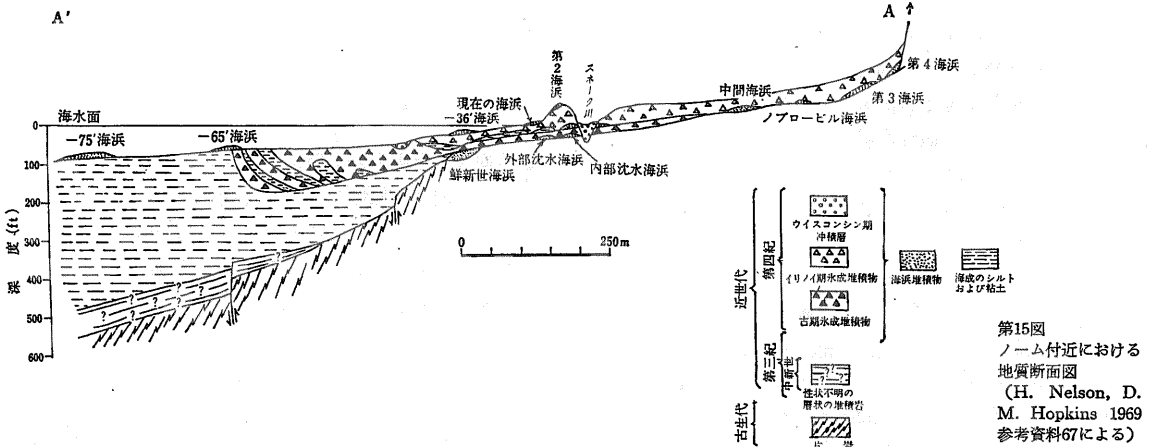 A′
A
第4海浜
第3海浜
第2海浜
スネーク川
中間海浜
ノブロービル海浜
現在の海浜
海水面
−36′海浜
−65′海浜
−75′海浜
外部沈水海浜
内部沈水海浜
鮮新世海浜
0
100
200
300
400
500
600
深度(ft)
0 250m
近世代
第四紀
ウイスコンシン期
冲積層
イリノイ期氷成堆積物
古期氷成堆積物
海浜堆積物
海成のシルト
および粘土
第三紀
中新世
性状不明の
層状の堆積岩
古生代
片岩
第15図
ノーム付近における
地質断面図
(H. Nelson, D.
M. Hopkins 1969
参考資料67による)